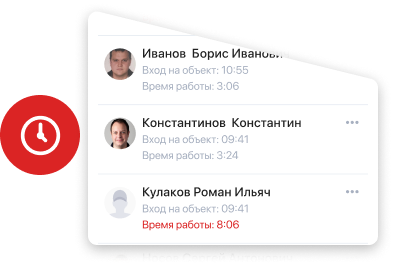 Иванов Борис Иванович
Вход на объект: 10:55
Время работы: 3:06
Константинов Константин
Вход на объект: 09:41
Время работы: 3:24
Кулаков Роман Ильяч
Вход на объект: 09:41
Время работы: 8:06